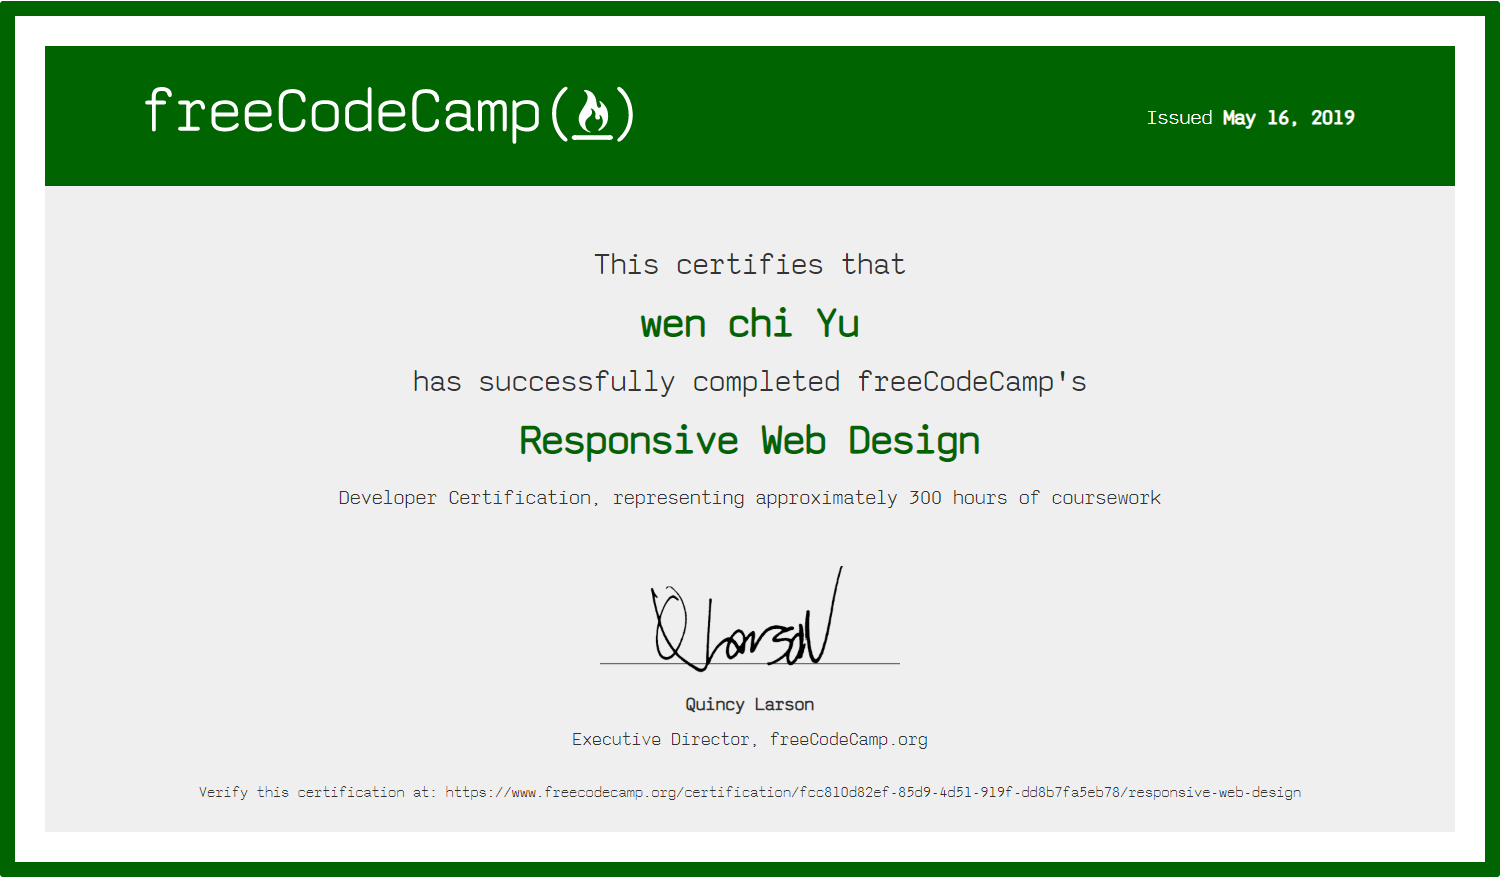 freeCodeCamp(🔥)
Issued May 16, 2019
This certifies that
wen chi Yu
has successfully completed freeCodeCamp's
Responsive Web Design
Developer Certification, representing approximately 300 hours of coursework
Q Larson
Quincy Larson
Executive Director, freeCodeCamp.org
Verify this certification at: https://www.freecodecamp.org/certification/fcc810d82ef-85d9-4d51-919f-dd8b7fa5eb78/responsive-web-design